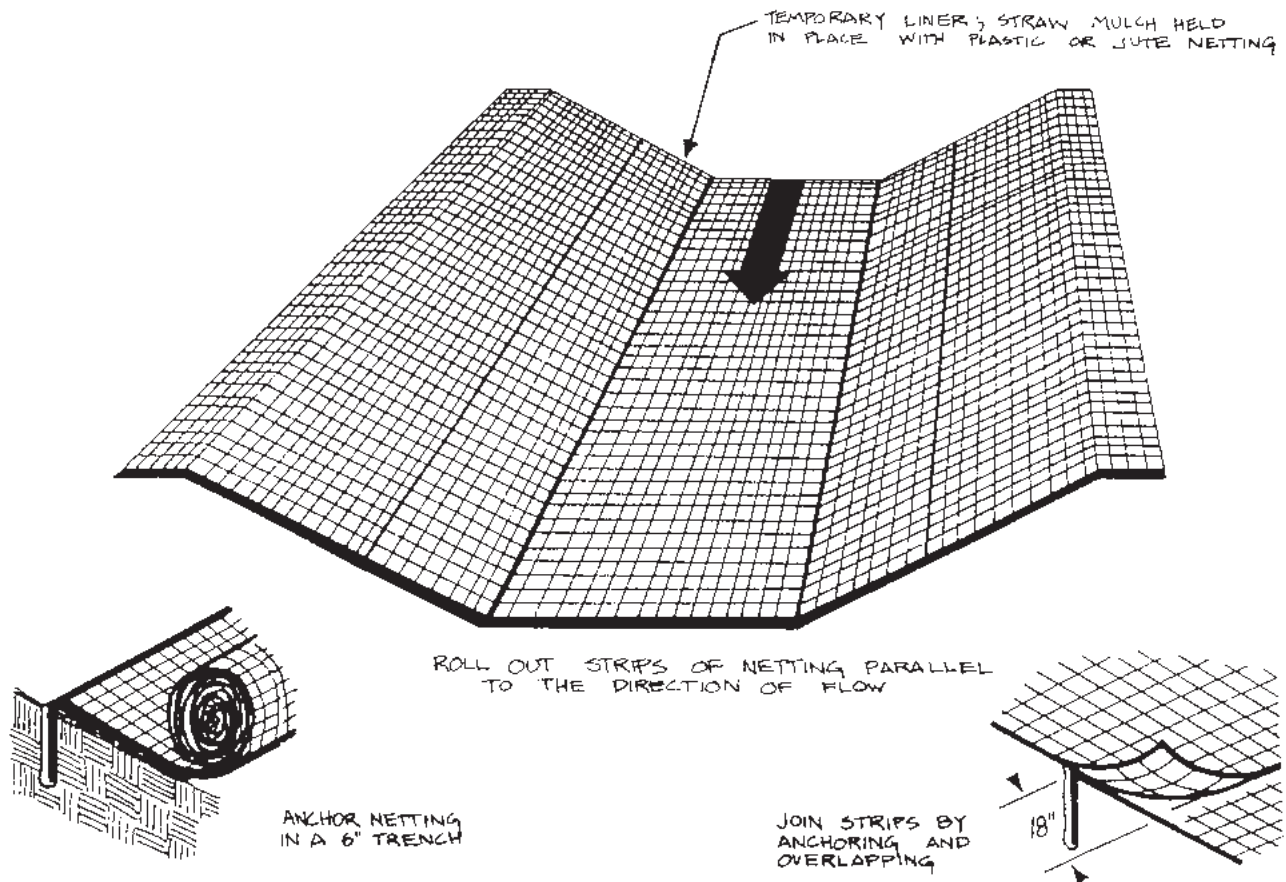 TEMPORARY LINER; STRAW MULCH HELD
IN PLACE WITH PLASTIC OR JUTE NETTING
ROLL OUT STRIPS OF NETTING PARALLEL
TO THE DIRECTION OF FLOW
ANCHOR NETTING
IN A 6" TRENCH
JOIN STRIPS BY
ANCHORING AND
OVERLAPPING
18"